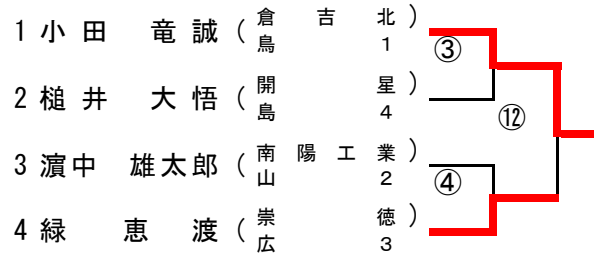 1 小田 竜誠 ( 倉吉北 )
鳥 1
③
2 槌井 大悟 ( 開星 )
島 4
⑫
3 濵中 雄太郎 ( 南陽工業 )
山 2
④
4 緑 恵渡 ( 崇徳 )
広 3